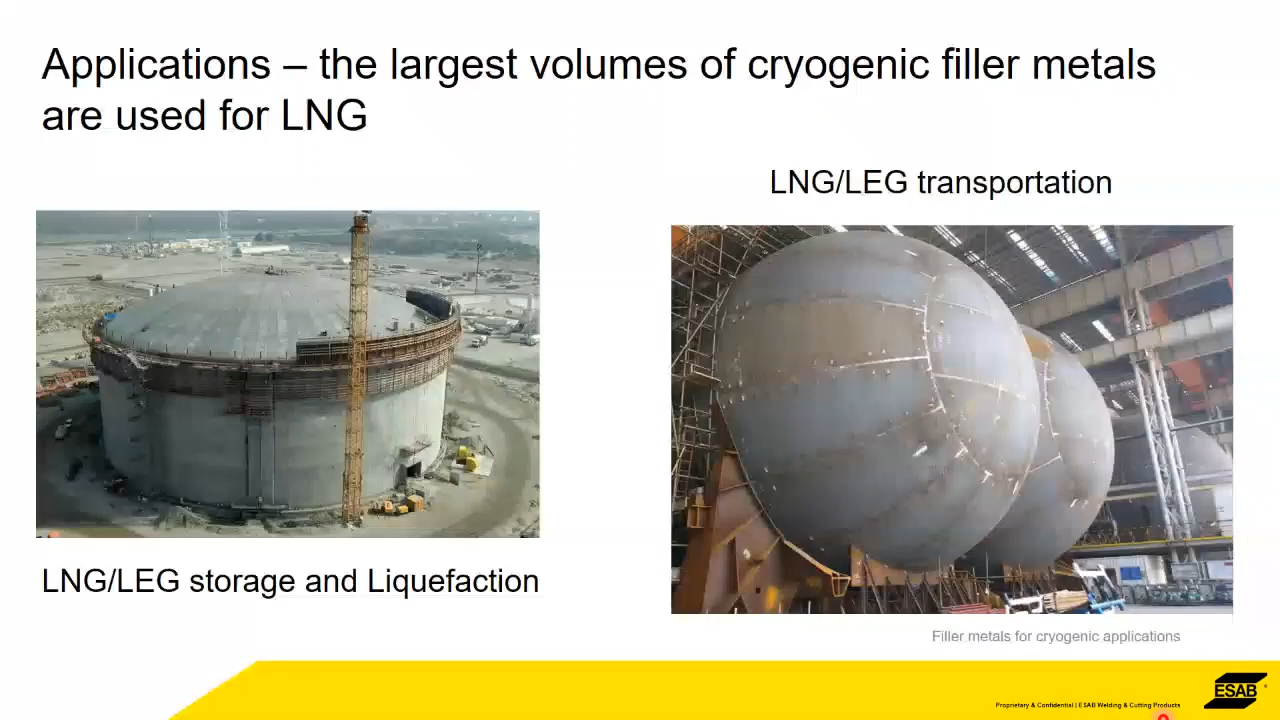 Applications – the largest volumes of cryogenic filler metals
are used for LNG
LNG/LEG transportation
LNG/LEG storage and Liquefaction
Filler metals for cryogenic applications
Proprietary & Confidential | ESAB Welding & Cutting Products
ESAB